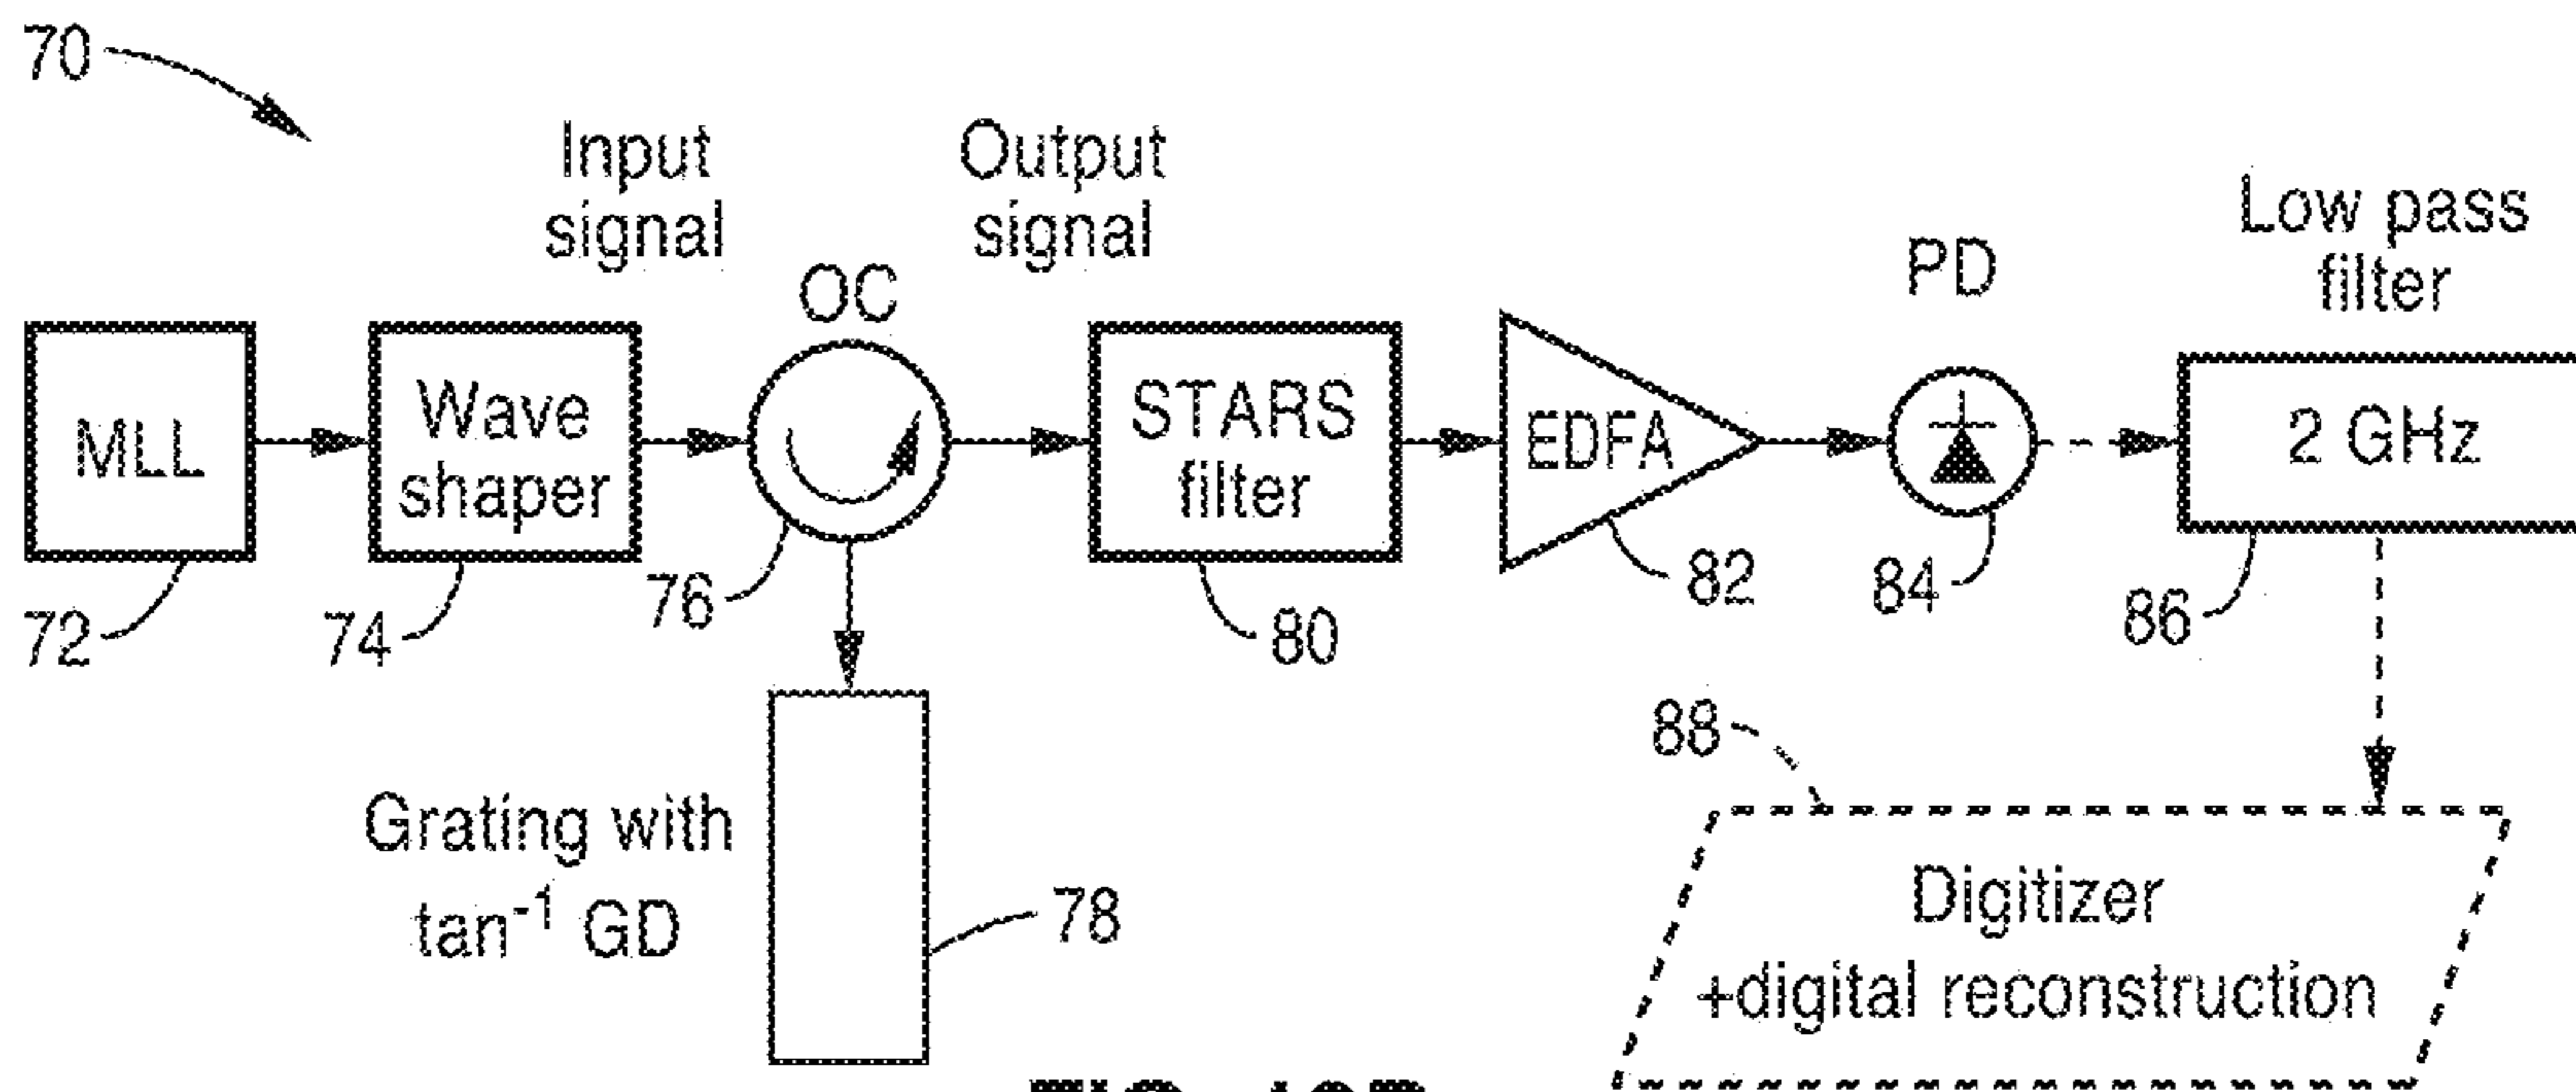 70
Input
signal
Output
signal
OC
PD
Low pass
filter
MLL
Wave
shaper
STARS
filter
EDFA
2 GHz
72
74
76
80
82
84
86
88
Grating with
tan⁻¹ GD
78
Digitizer
+digital reconstruction